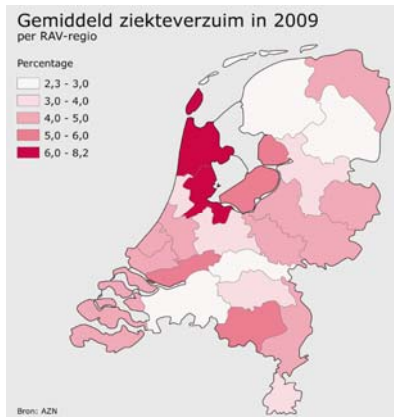 Gemiddeld ziekteverzuim in 2009
per RAV-regio
Percentage
2,3 - 3,0
3,0 - 4,0
4,0 - 5,0
5,0 - 6,0
6,0 - 8,2
Bron: AZN